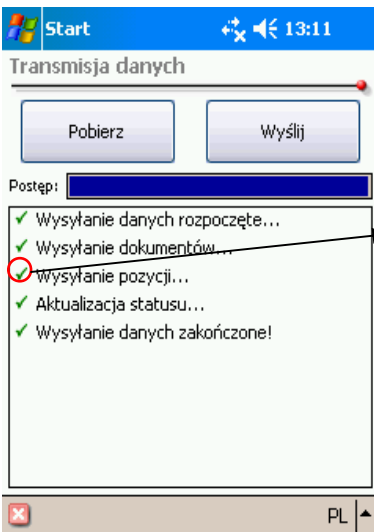 Start 13:11
Transmisja danych
Pobierz Wyślij
Postęp:
Wysyłanie danych rozpoczęte...
Wysyłanie dokumentów...
Wysyłanie pozycji...
Aktualizacja statusu...
Wysyłanie danych zakończone!
PL